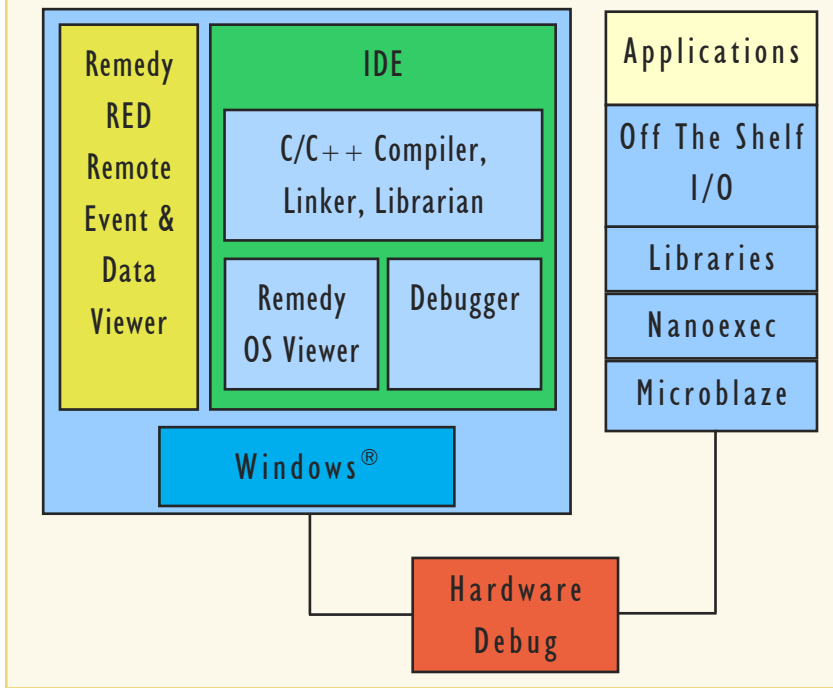 Remedy
RED
Remote
Event &
Data
Viewer
IDE
C/C++ Compiler,
Linker, Librarian
Remedy
OS Viewer
Debugger
Windows®
Applications
Off The Shelf
I/O
Libraries
Nanoexec
Microblaze
Hardware
Debug